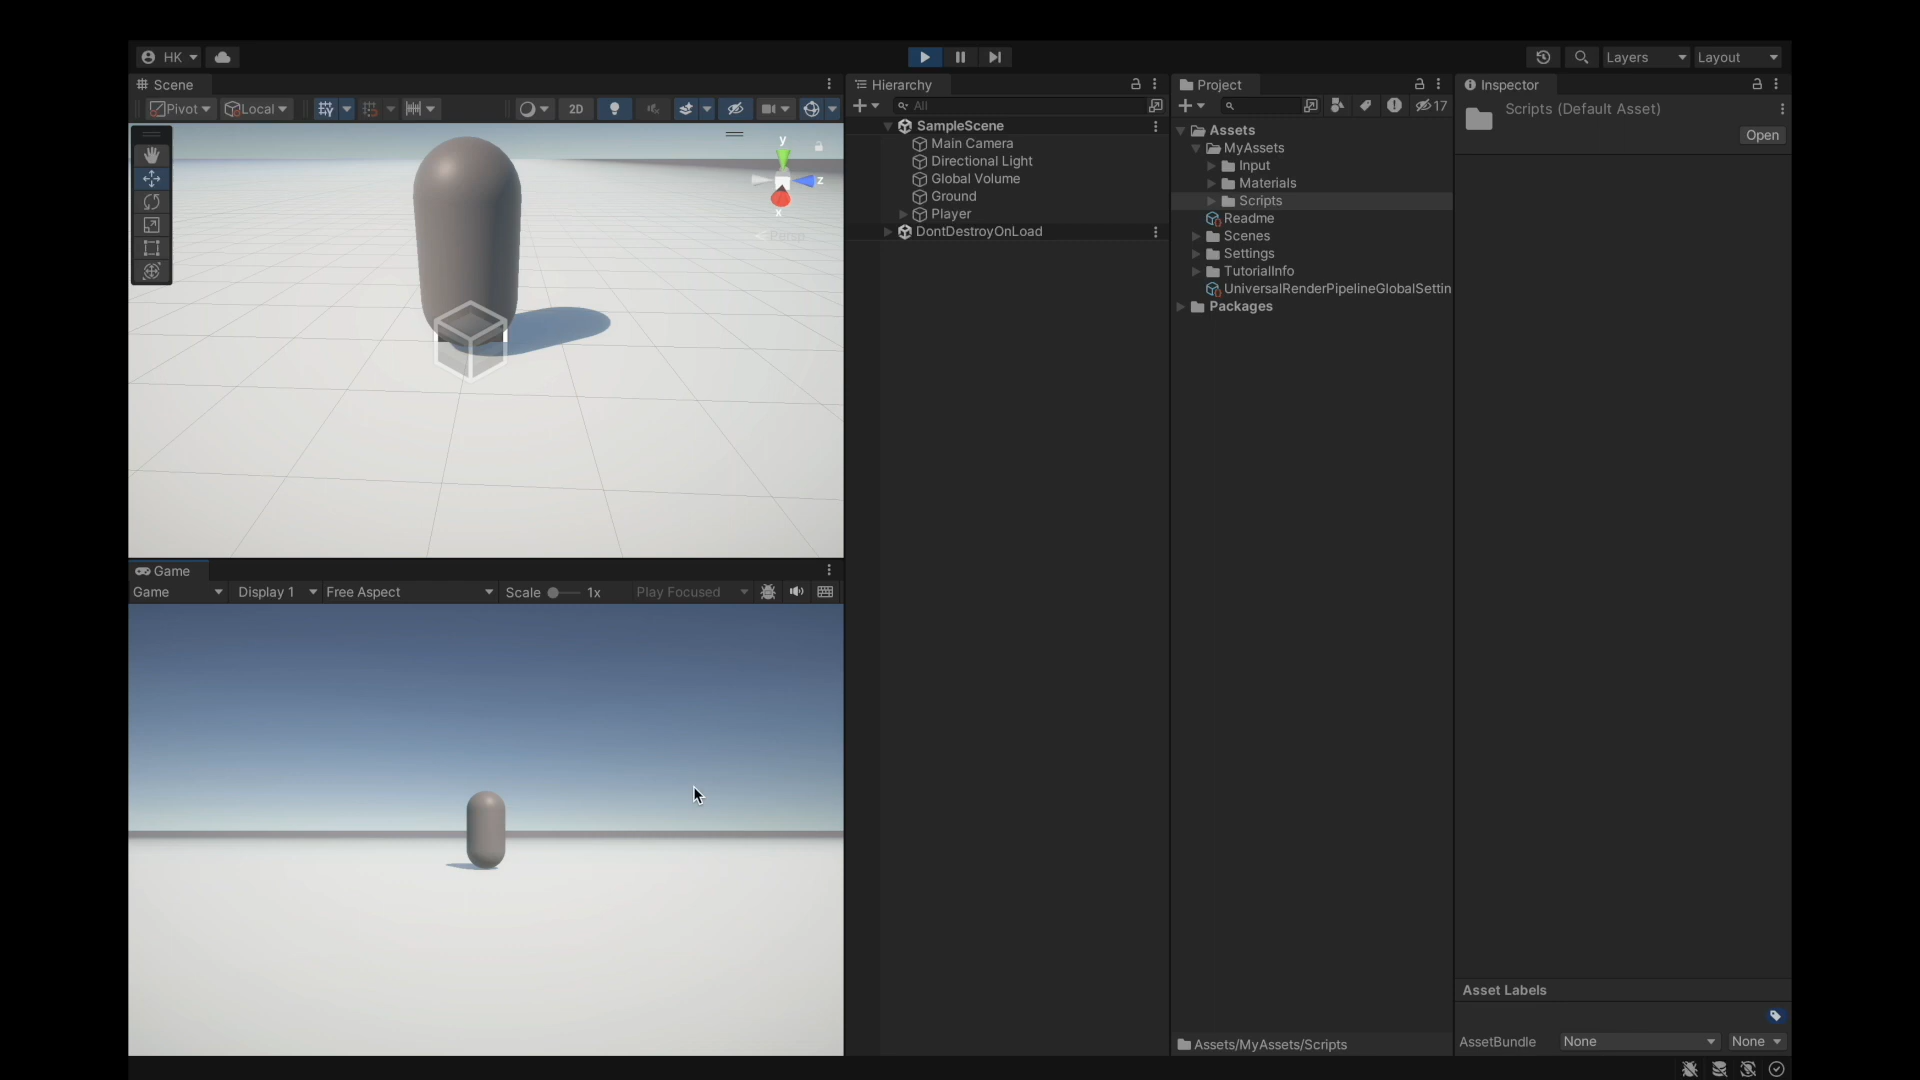 HK
Layers
Layout
Scene
Pivot
Local
2D
y
z
x
Persp
Game
Game
Display 1
Free Aspect
Scale
1x
Play Focused
Hierarchy
All
SampleScene
Main Camera
Directional Light
Global Volume
Ground
Player
DontDestroyOnLoad
Project
17
Assets
MyAssets
Input
Materials
Scripts
Readme
Scenes
Settings
TutorialInfo
UniversalRenderPipelineGlobalSettin
Packages
Assets/MyAssets/Scripts
Inspector
Scripts (Default Asset)
Open
Asset Labels
AssetBundle
None
None